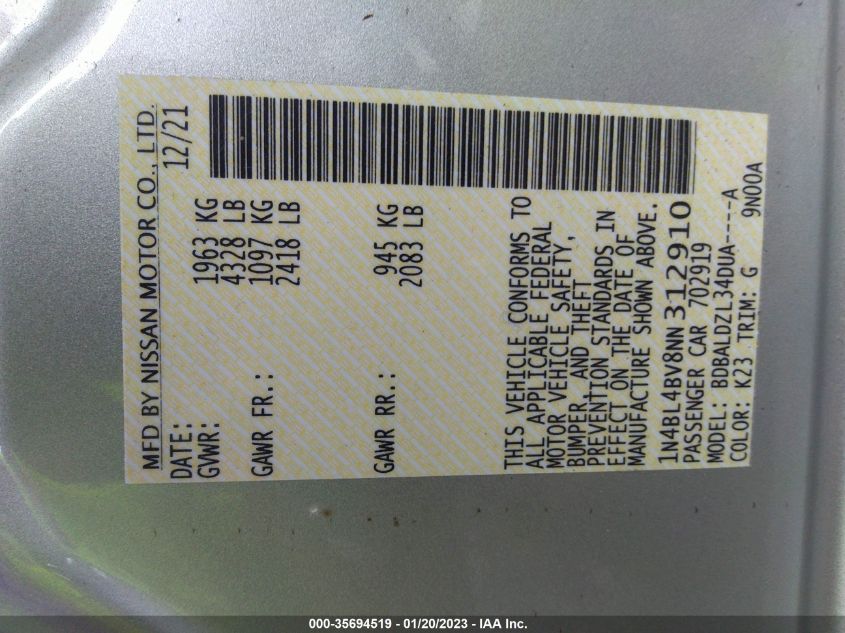 MFD BY NISSAN MOTOR CO., LTD.
DATE: 12/21
GVWR: 1963 KG
4328 LB
GAWR FR.: 1097 KG
2418 LB
GAWR RR.: 945 KG
2083 LB
THIS VEHICLE CONFORMS TO
ALL APPLICABLE FEDERAL
MOTOR VEHICLE SAFETY,
BUMPER, AND THEFT
PREVENTION STANDARDS IN
EFFECT ON THE DATE OF
MANUFACTURE SHOWN ABOVE.
1N4BL4BV8NN312910
PASSENGER CAR 702919
MODEL: BDBALDZL34DUA----A
COLOR: K23 TRIM: G 9N00A
000-35694519 - 01/20/2023 - IAA Inc.